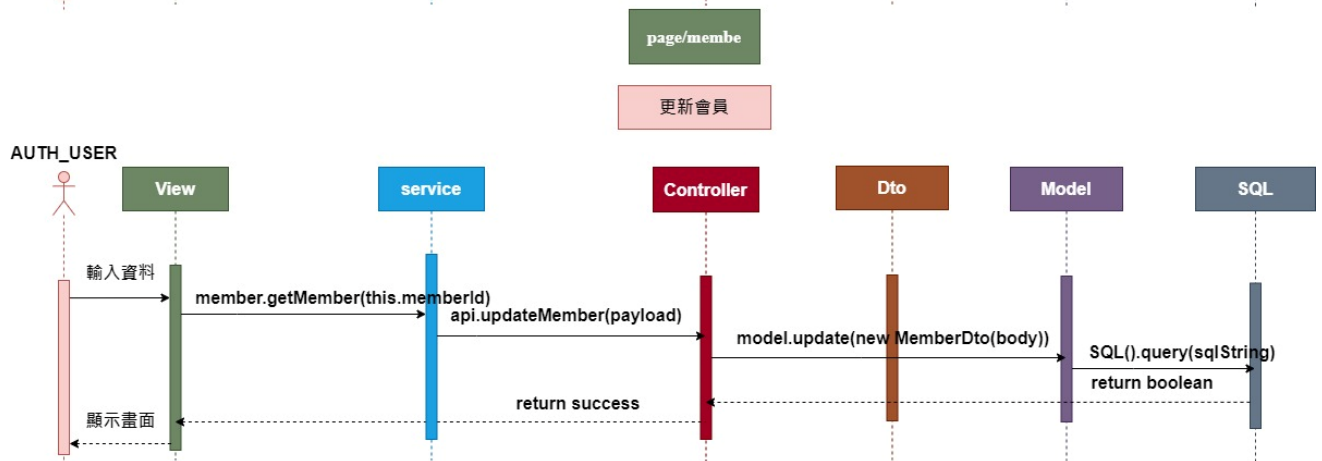 page/membe
更新會員
AUTH_USER
View
service
Controller
Dto
Model
SQL
輸入資料
member.getMember(this.memberId)
api.updateMember(payload)
model.update(new MemberDto(body))
SQL().query(sqlString)
return boolean
return success
顯示畫面